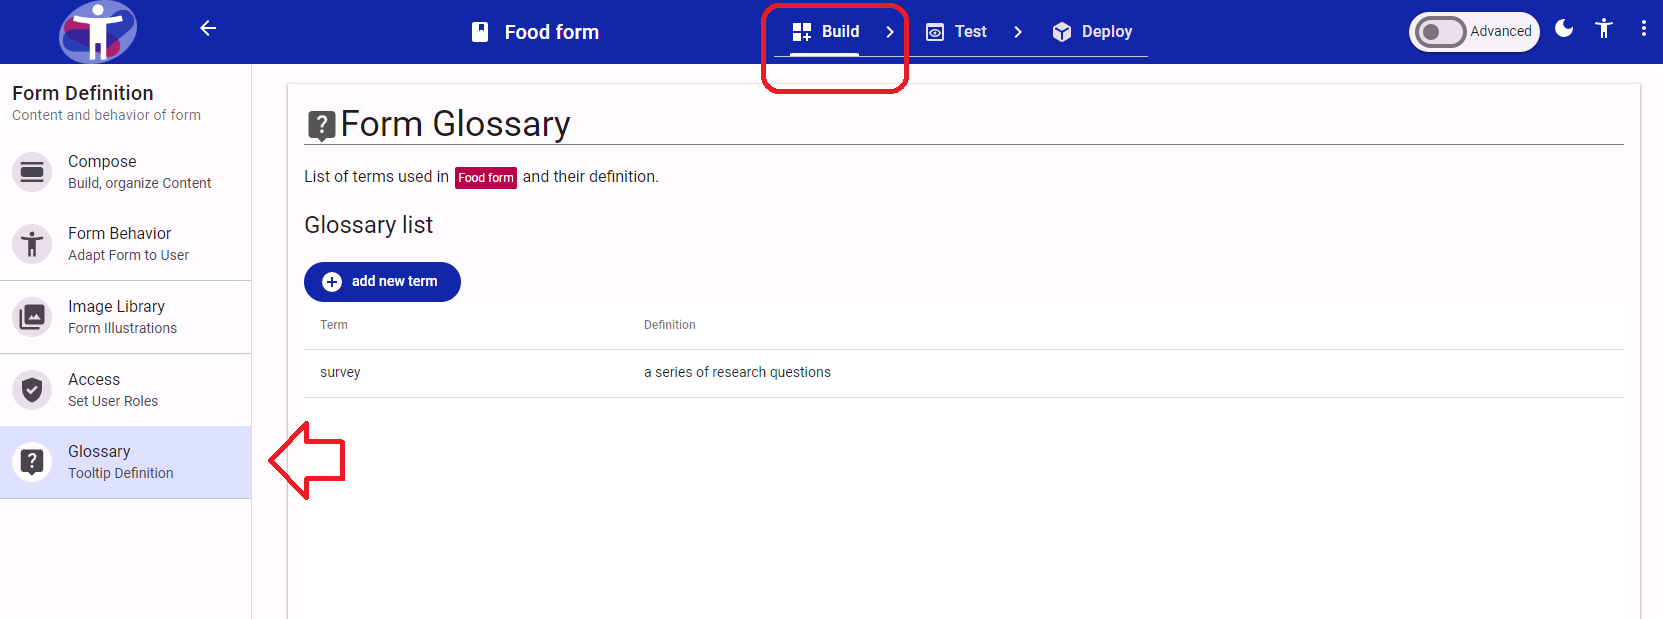 Food form
Build
Test
Deploy
Advanced
Form Definition
Content and behavior of form
Compose
Build, organize Content
Form Behavior
Adapt Form to User
Image Library
Form Illustrations
Access
Set User Roles
Glossary
Tooltip Definition
Form Glossary
List of terms used in Food form and their definition.
Glossary list
add new term
Term Definition
survey a series of research questions